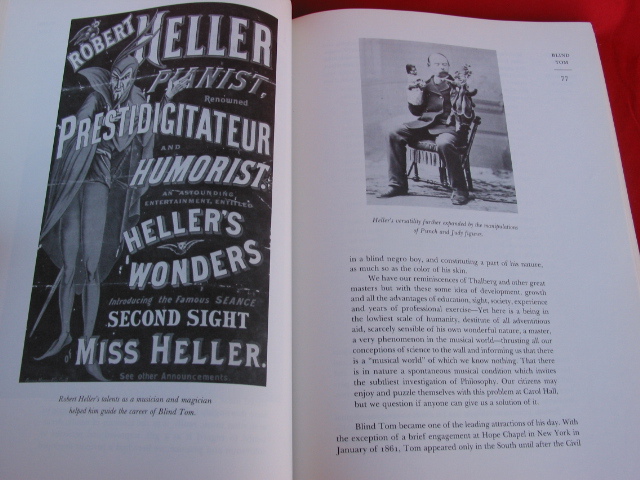 ROBERT HELLER
PIANIST,
Renowned
PRESTIDIGITATEUR
AND
HUMORIST.
AN ASTOUNDING
ENTERTAINMENT, ENTITLED
HELLER'S
WONDERS
Introducing the Famous SEANCE
SECOND SIGHT
of MISS HELLER.
See other Announcements.
Robert Heller's talents as a musician and magician
helped him guide the career of Blind Tom.
BLIND
TOM
77
Heller's versatility further expanded by the manipulations
of Punch and Judy figures.
in a blind negro boy, and constituting a part of his nature,
as much so as the color of his skin.
We have our reminiscences of Thalberg and other great
masters but with these some idea of development, growth
and all the advantages of education, sight, society, experience
and years of professional exercise—Yet here is a being in
the lowliest scale of humanity, destitute of all adventitious
aid, scarcely sensible of his own wonderful nature, a master,
a very phenomenon in the musical world—thrusting all our
conceptions of science to the wall and informing us that there
is a "musical world" of which we know nothing. That there
is in nature a spontaneous musical condition which invites
the subtliest investigation of Philosophy. Our citizens may
enjoy and puzzle themselves with this problem at Carol Hall,
but we question if anyone can give us a solution of it.
Blind Tom became one of the leading attractions of his day. With
the exception of a brief engagement at Hope Chapel in New York in
January of 1861, Tom appeared only in the South until after the Civil